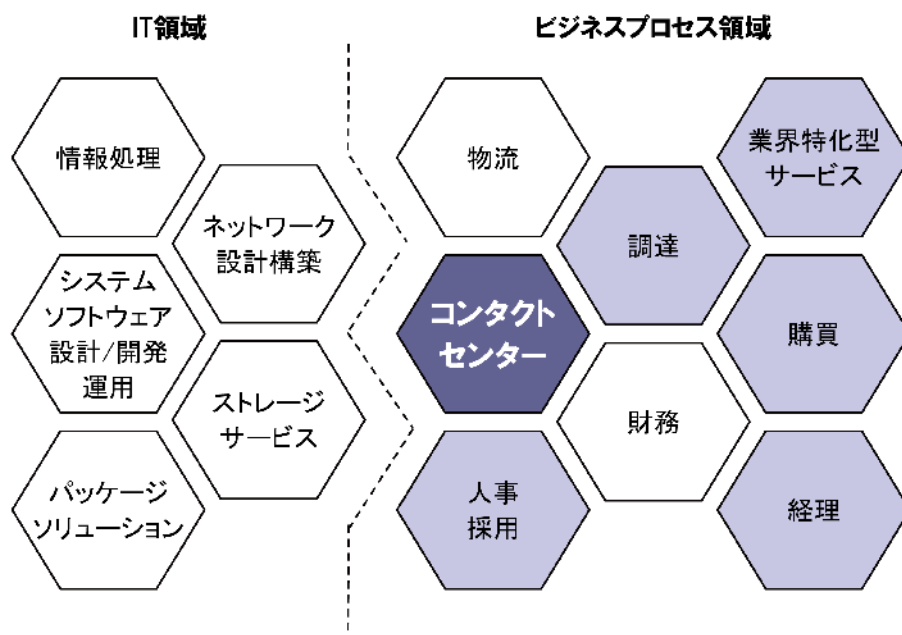 IT領域
情報処理
ネットワーク
設計構築
システム
ソフトウェア
設計/開発
運用
ストレージ
サービス
パッケージ
ソリューション
ビジネスプロセス領域
物流
業界特化型
サービス
調達
コンタクト
センター
購買
財務
人事
採用
経理